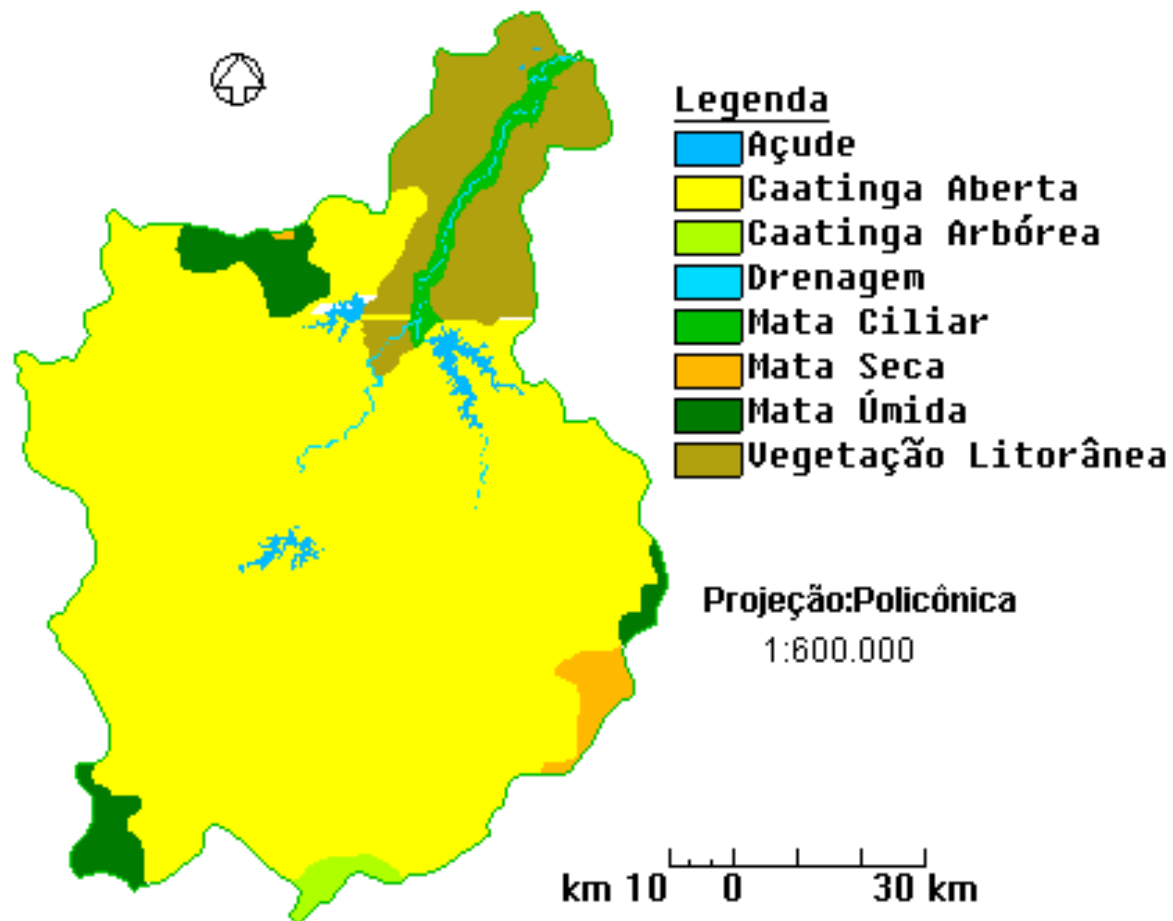 Legenda
Açude
Caatinga Aberta
Caatinga Arbórea
Drenagem
Mata Ciliar
Mata Seca
Mata Úmida
Vegetação Litorânea
Projeção:Policônica
1:600.000
km 10 0 30 km